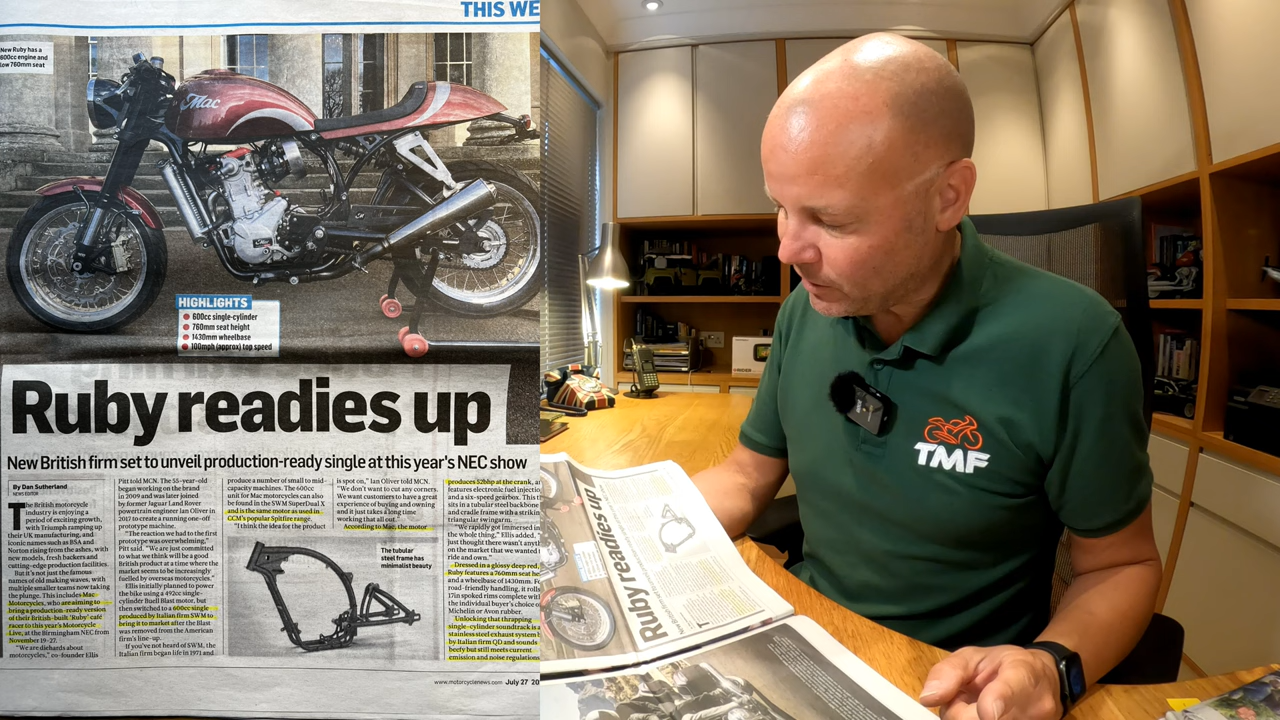 THIS WE
New Ruby has a
600cc engine and
low 760mm seat
Mac
HIGHLIGHTS
600cc single-cylinder
760mm seat height
1430mm wheelbase
100mph (approx) top speed
Ruby readies up
New British firm set to unveil production-ready single at this year's NEC show
By Dan Sutherland
NEWS EDITOR
The British motorcycle
industry is enjoying a
period of exciting growth,
with Triumph ramping up
their UK manufacturing, and
iconic names such as BSA and
Norton rising from the ashes, with
new models, fresh backers and
cutting-edge production facilities.
But it's not just the famous
names of old making waves, with
multiple smaller teams now taking
the plunge. This includes Mac
Motorcycles, who are aiming to
bring a production-ready version
of their British-built 'Ruby' cafe
racer to this year's Motorcycle
Live, at the Birmingham NEC from
November 19-27.
"We are diehards about
motorcycles," co-founder Ellis
Pitt told MCN. The 55-year-old
began working on the brand
in 2009 and was later joined
by former Jaguar Land Rover
powertrain engineer Ian Oliver in
2017 to creating a running one-off
prototype machine.
"The reaction we had to the first
prototype was overwhelming,"
Pitt said. "We are just committed
to what we think will be a good
British product at a time where the
market seems to be increasingly
fuelled by overseas motorcycles."
Ellis initially planned to power
the bike using a 492cc single-
cylinder Buell Blast motor, but
then switched to a 600cc single
produced by Italian firm SWM to
bring it to market after the Blast
was removed from the American
firm's line-up.
If you've not heard of SWM, the
Italian firm began life in 1971 and
produce a number of small to mid-
capacity machines. The 600cc
unit for Mac motorcycles can also
be found in the SWM SuperDual X
and is the same motor as used in
CCM's popular Spitfire range.
"I think the idea for the product
is spot on," Ian Oliver told MCN.
"We don't want to cut any corners.
We want customers to have a great
experience of buying and owning
and it just takes a long time
working that all out."
According to Mac, the motor
The tubular
steel frame has
minimalist beauty
produces 52bhp at the crank, an
features electronic fuel injection
and a six-speed gearbox. This t
sits in a tubular steel backbone
and cradle frame with a strikin
triangular swingarm.
"We rapidly got immersed in
the whole thing," Ellis added, "
just thought there wasn't anyth
on the market that we wanted t
ride and own."
Dressed in a glossy deep red,
Ruby features a 760mm seat he
and a wheelbase of 1430mm. Fo
road-friendly handling, it rolls
17in spoked rims complete with
the individual buyer's choice o
Michelin or Avon rubber.
Unlocking that rapping
single-cylinder soundtrack is a
stainless steel exhaust system b
by Italian firm QD and sounds
beefy but still meets current
emission and noise regulations
www.motorcyclenews.com July 27 20
TMF
Ruby readies up